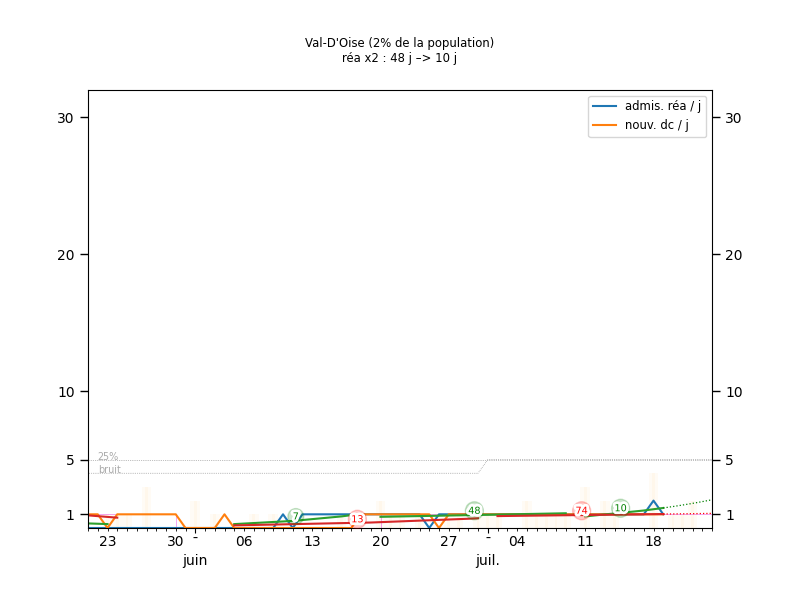 Val-D'Oise (2% de la population)
réa x2 : 48 j –> 10 j
admis. réa / j
nouv. dc / j
30 30
20 20
10 10
25%
5 5
bruit
7 13 48 74 10
1 1
23 30 - 06 13 20 27 - 04 11 18
juin juil.